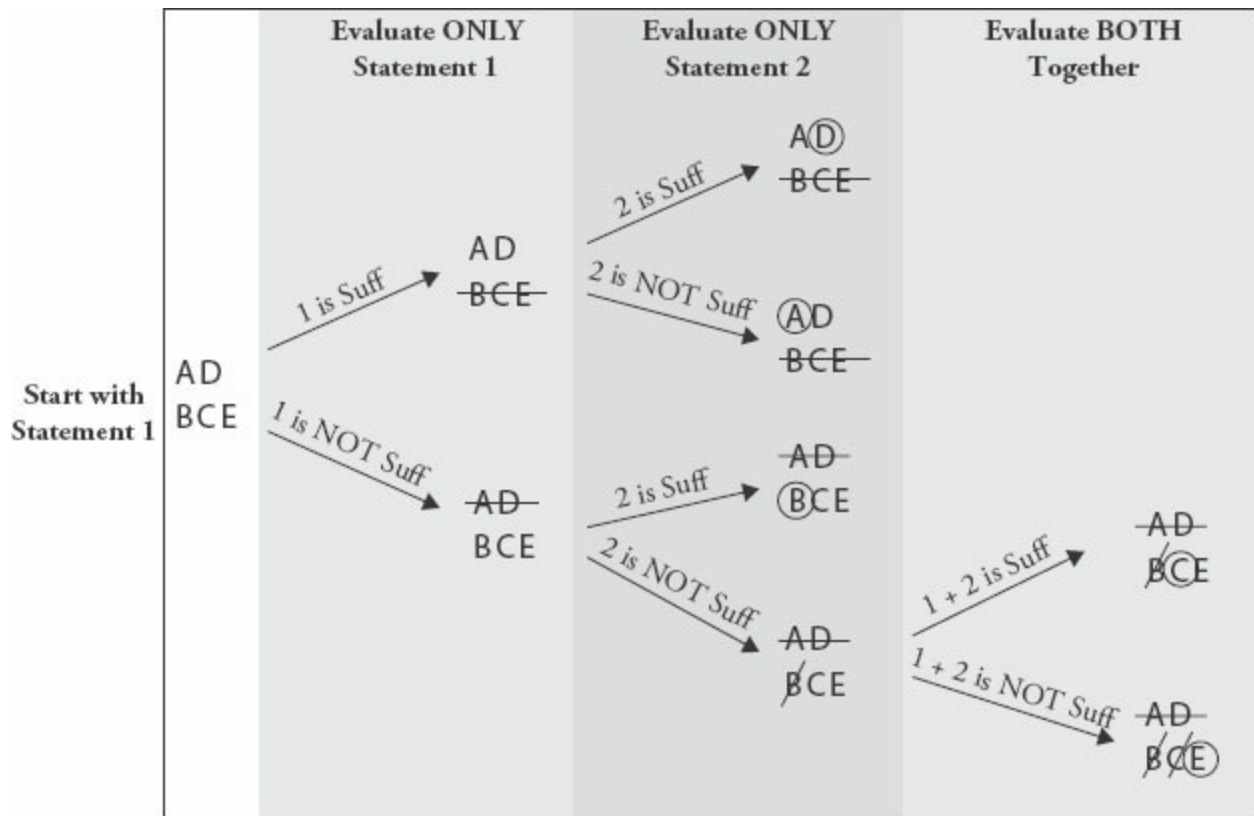 Evaluate ONLY
Statement 1
Evaluate ONLY
Statement 2
Evaluate BOTH
Together
Start with
Statement 1
AD
BCE
1 is Suff
AD
BCE
1 is NOT Suff
AD
BCE
2 is Suff
AD
BCE
2 is NOT Suff
AD
BCE
2 is Suff
AD
BCE
2 is NOT Suff
AD
BCE
1 + 2 is Suff
AD
BCE
1 + 2 is NOT Suff
AD
BCE